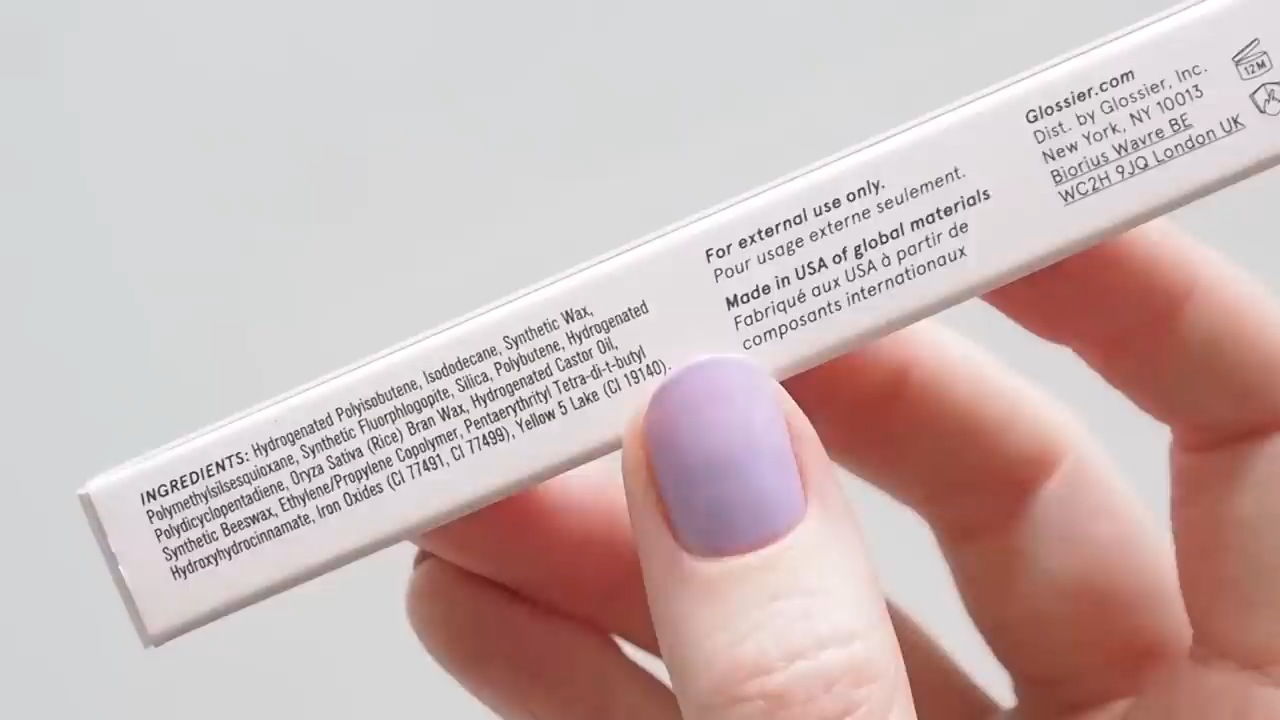 INGREDIENTS: Hydrogenated Polyisobutene, Isododecane, Synthetic Wax,
Polymethylsilsesquioxane, Synthetic Fluorphlogopite, Silica, Polybutene, Hydrogenated
Polydicyclopentadiene, Oryza Sativa (Rice) Bran Wax, Hydrogenated Castor Oil,
Synthetic Beeswax, Ethylene/Propylene Copolymer, Pentaerythrityl Tetra-di-t-butyl
Hydroxyhydrocinnamate, Iron Oxides (CI 77491, CI 77499), Yellow 5 Lake (CI 19140).
For external use only.
Pour usage externe seulement.
Made in USA of global materials
Fabriqué aux USA à partir de
composants internationaux
Glossier.com
Dist. by Glossier, Inc.
New York, NY 10013
Biorius Wavre BE
WC2H 9JQ London UK
12M